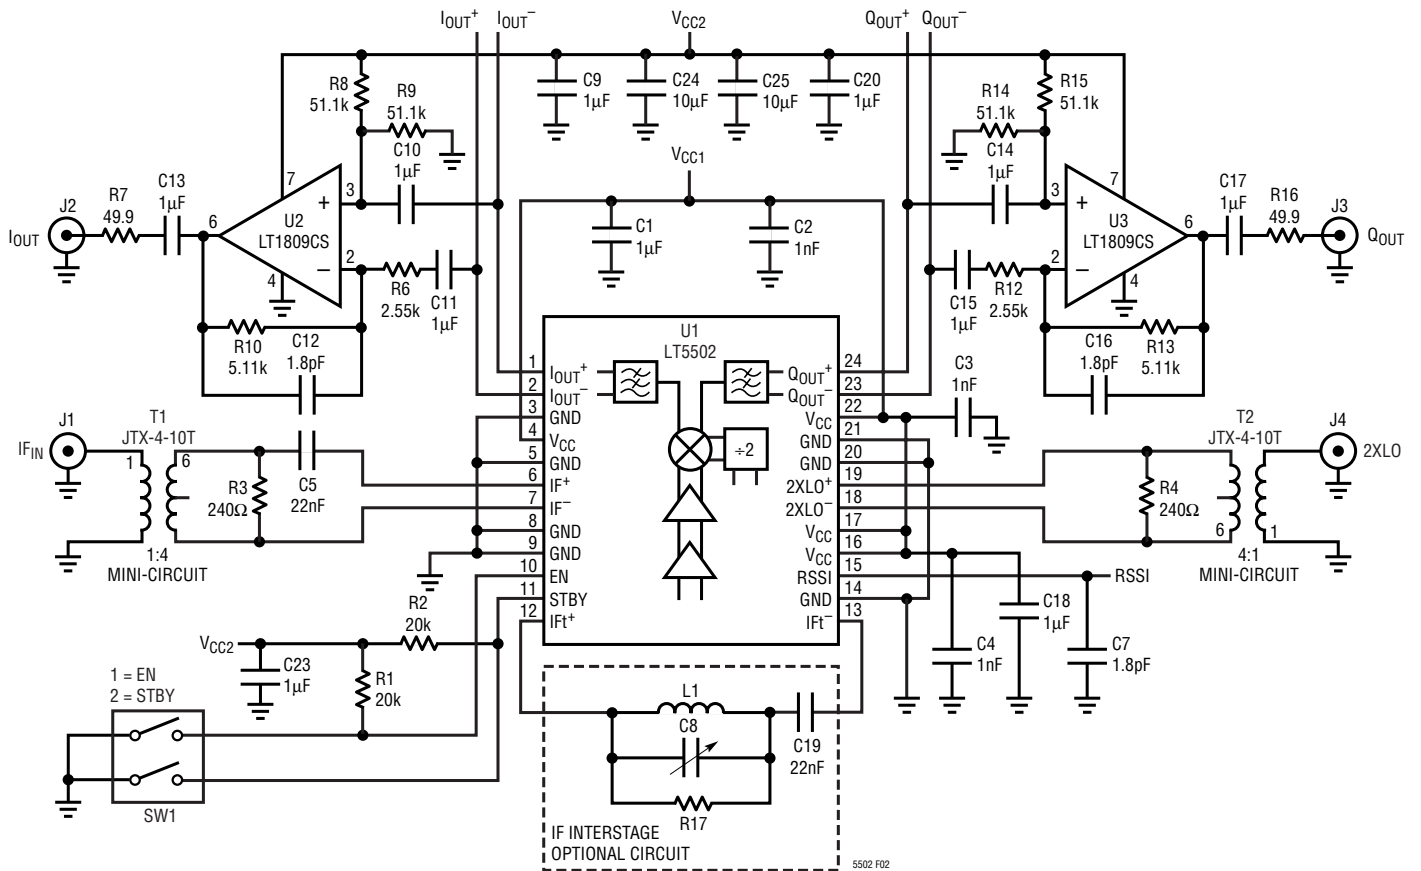 IOUT+ IOUT− VCC2 QOUT+ QOUT−
R8
51.1k
R9
51.1k
C10
1µF
C9
1µF
C24
10µF
C25
10µF
C20
1µF
R14
51.1k
C14
1µF
R15
51.1k
VCC1
J2
IOUT
R7
49.9
C13
1µF
6
7
3
+
U2
LT1809CS
−
2
4
R6
2.55k
C11
1µF
R10
5.11k
C12
1.8pF
C1
1µF
C2
1nF
7
3
+
U3
LT1809CS
−
2
4
6
C17
1µF
R16
49.9
J3
QOUT
C15
1µF
R12
2.55k
C16
1.8pF
R13
5.11k
U1
LT5502
1 IOUT+
2 IOUT−
3 GND
4 VCC
5 GND
6 IF+
7 IF−
8 GND
9 GND
10 EN
11 STBY
12 IFt+
÷2
QOUT+ 24
QOUT− 23
VCC 22
GND 21
GND 20
2XLO+ 19
2XLO− 18
VCC 17
VCC 16
RSSI 15
GND 14
IFt− 13
C3
1nF
J1
IFIN
T1
JTX-4-10T
1 6
R3
240Ω
C5
22nF
1:4
MINI-CIRCUIT
T2
JTX-4-10T
J4
2XLO
R4
240Ω
6 1
4:1
MINI-CIRCUIT
RSSI
C18
1µF
C4
1nF
C7
1.8pF
VCC2
R2
20k
C23
1µF
R1
20k
1 = EN
2 = STBY
SW1
L1
C8
C19
22nF
R17
IF INTERSTAGE
OPTIONAL CIRCUIT
5502 F02